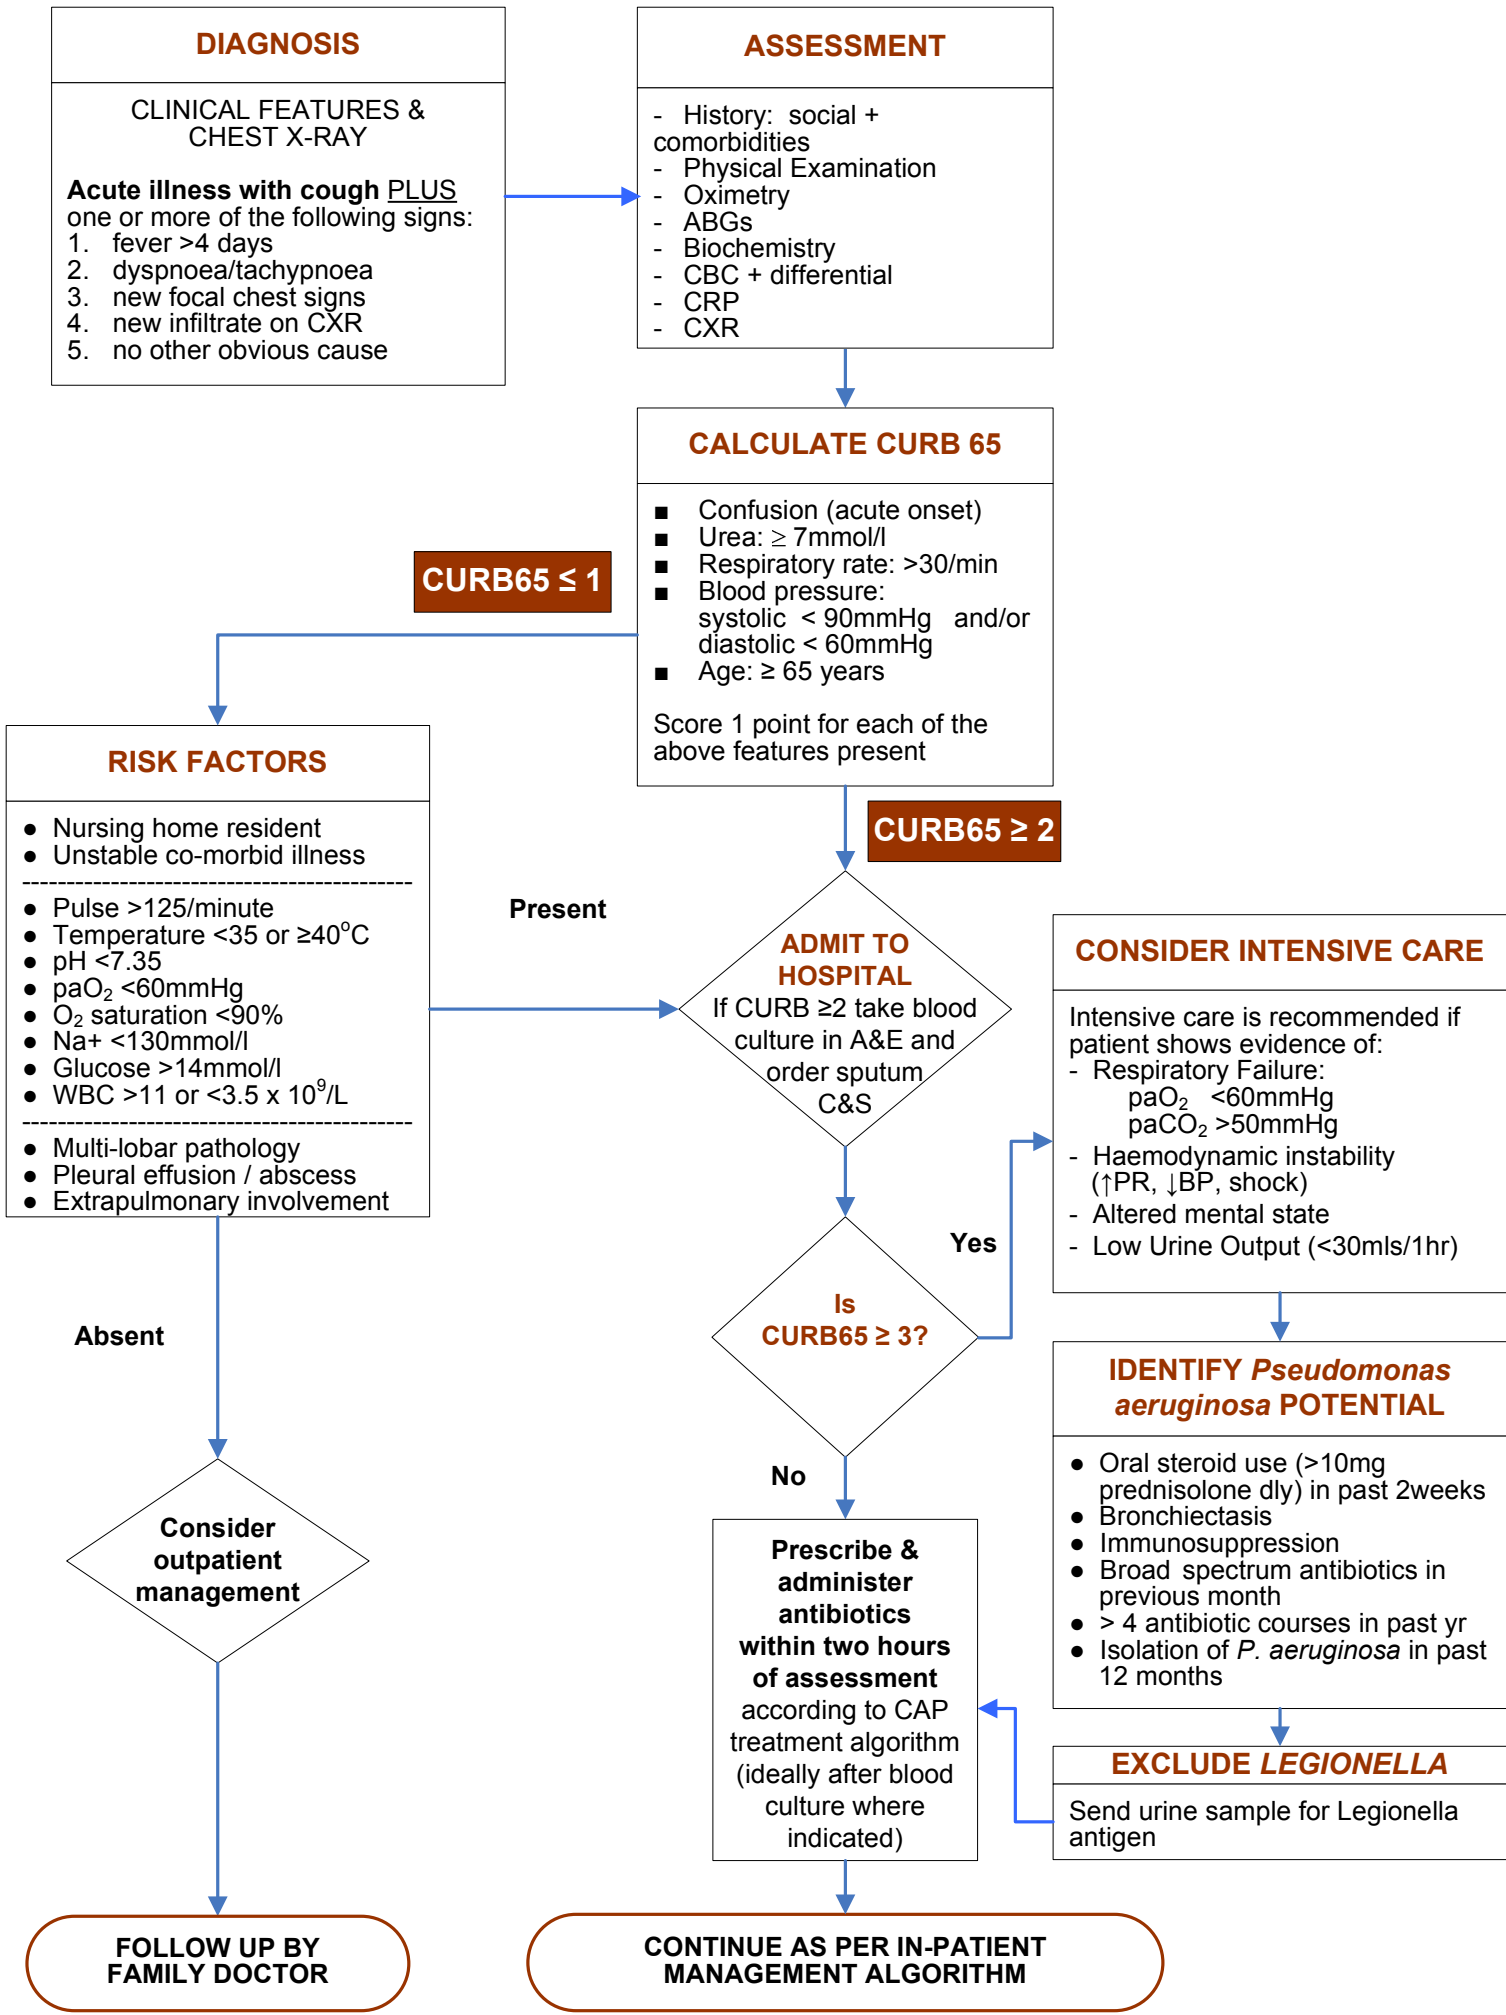 DIAGNOSIS
CLINICAL FEATURES &
CHEST X-RAY
Acute illness with cough PLUS
one or more of the following signs:
1. fever >4 days
2. dyspnoea/tachypnoea
3. new focal chest signs
4. new infiltrate on CXR
5. no other obvious cause
ASSESSMENT
- History: social +
comorbidities
- Physical Examination
- Oximetry
- ABGs
- Biochemistry
- CBC + differential
- CRP
- CXR
CALCULATE CURB 65
■ Confusion (acute onset)
■ Urea: ≥ 7mmol/l
■ Respiratory rate: >30/min
■ Blood pressure:
systolic < 90mmHg and/or
diastolic < 60mmHg
■ Age: ≥ 65 years
Score 1 point for each of the
above features present
CURB65 ≤ 1
RISK FACTORS
● Nursing home resident
● Unstable co-morbid illness
-------------------------------------------
● Pulse >125/minute
● Temperature <35 or ≥40°C
● pH <7.35
● paO₂ <60mmHg
● O₂ saturation <90%
● Na+ <130mmol/l
● Glucose >14mmol/l
● WBC >11 or <3.5 x 10⁹/L
-------------------------------------------
● Multi-lobar pathology
● Pleural effusion / abscess
● Extrapulmonary involvement
CURB65 ≥ 2
Present
ADMIT TO
HOSPITAL
If CURB ≥2 take blood
culture in A&E and
order sputum
C&S
CONSIDER INTENSIVE CARE
Intensive care is recommended if
patient shows evidence of:
- Respiratory Failure:
paO₂ <60mmHg
paCO₂ >50mmHg
- Haemodynamic instability
(↑PR, ↓BP, shock)
- Altered mental state
- Low Urine Output (<30mls/1hr)
Yes
Is
CURB65 ≥ 3?
Absent
No
IDENTIFY Pseudomonas
aeruginosa POTENTIAL
● Oral steroid use (>10mg
prednisolone dly) in past 2weeks
● Bronchiectasis
● Immunosuppression
● Broad spectrum antibiotics in
previous month
● > 4 antibiotic courses in past yr
● Isolation of P. aeruginosa in past
12 months
Consider
outpatient
management
Prescribe &
administer
antibiotics
within two hours
of assessment
according to CAP
treatment algorithm
(ideally after blood
culture where
indicated)
EXCLUDE LEGIONELLA
Send urine sample for Legionella
antigen
FOLLOW UP BY
FAMILY DOCTOR
CONTINUE AS PER IN-PATIENT
MANAGEMENT ALGORITHM